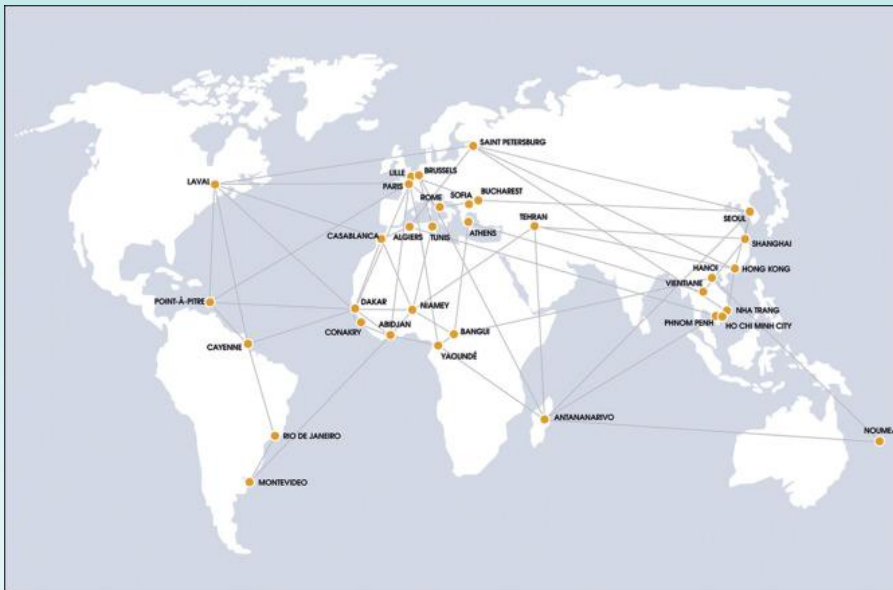 SAINT PETERSBURG
LAVAL
LILLE
BRUSSELS
PARIS
ROME
SOFIA
BUCHAREST
TEHRAN
SEOUL
CASABLANCA
ALGIERS
TUNIS
ATHENS
SHANGHAI
HONG KONG
HANOI
VIENTIANE
POINT-À-PITRE
DAKAR
NIAMEY
NHA TRANG
CONAKRY
ABIDJAN
BANGUI
PHNOM PENH
HO CHI MINH CITY
CAYENNE
YAOUNDÉ
ANTANANARIVO
NOUMEA
RIO DE JANEIRO
MONTEVIDEO